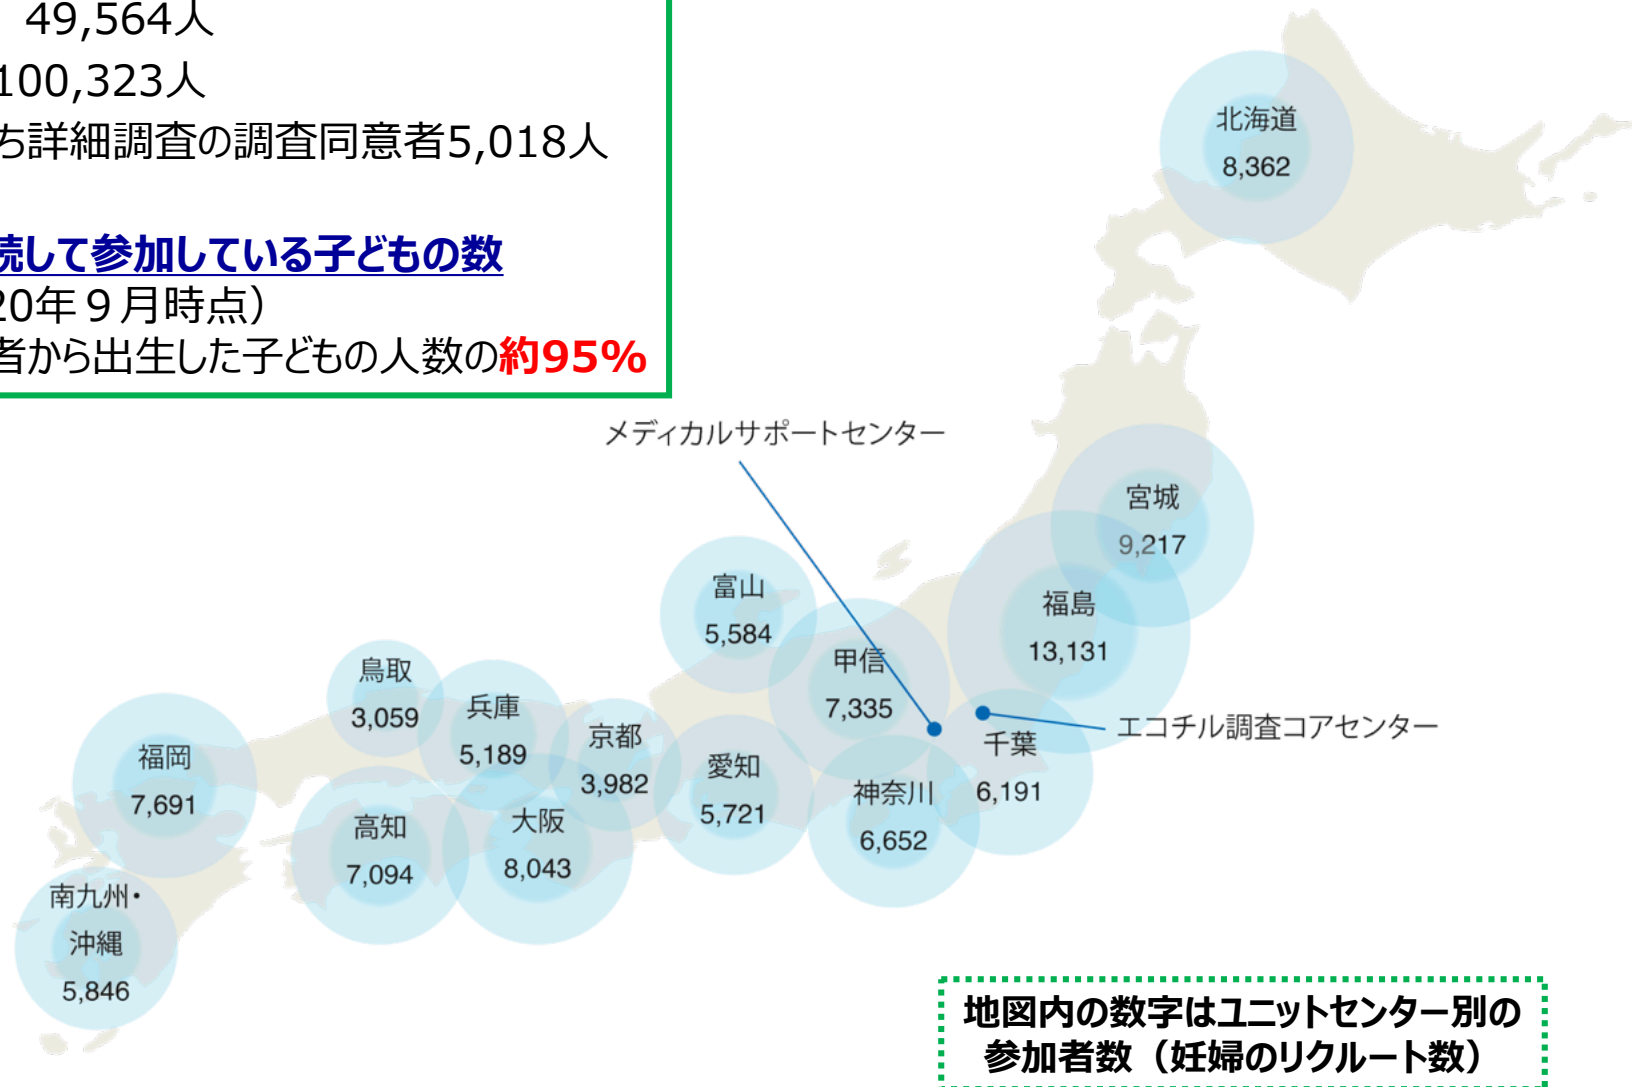 49,564人
100,323人
ち詳細調査の調査同意者5,018人
続して参加している子どもの数
20年9月時点）
者から出生した子どもの人数の約95%
北海道
8,362
メディカルサポートセンター
宮城
9,217
富山
5,584
福島
13,131
甲信
7,335
鳥取
3,059
兵庫
5,189
京都
3,982
エコチル調査コアセンター
千葉
6,191
福岡
7,691
愛知
5,721
神奈川
6,652
高知
7,094
大阪
8,043
南九州・
沖縄
5,846
地図内の数字はユニットセンター別の
参加者数（妊婦のリクルート数）